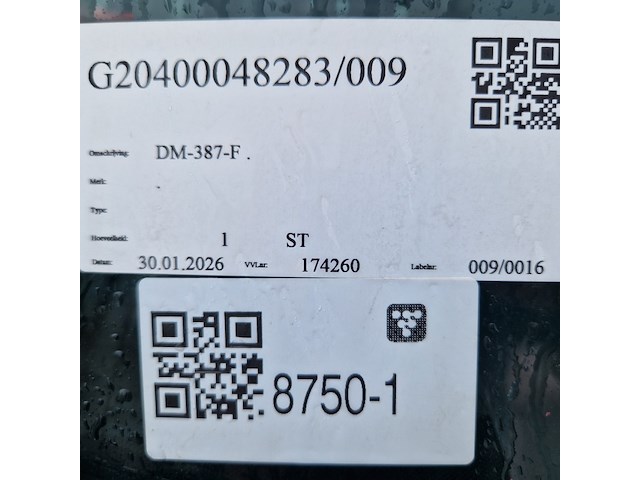 G20400048283/009
Omschrijving: DM-387-F .
Merk: -
Type:
Hoeveelheid: 1 ST
Datum: 30.01.2026 VVLnr. 174260 Labelnr. 009/0016
8750-1